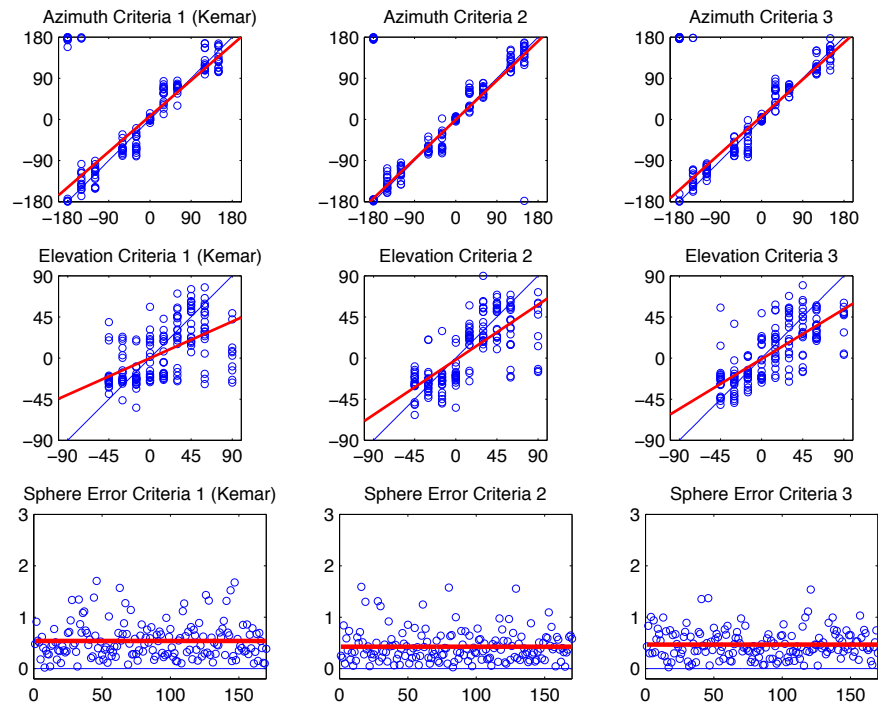 Azimuth Criteria 1 (Kemar)
180
90
0
−90
−180
−180 −90 0 90 180
Azimuth Criteria 2
180
90
0
−90
−180
−180 −90 0 90 180
Azimuth Criteria 3
180
90
0
−90
−180
−180 −90 0 90 180
Elevation Criteria 1 (Kemar)
90
45
0
−45
−90
−90 −45 0 45 90
Elevation Criteria 2
90
45
0
−45
−90
−90 −45 0 45 90
Elevation Criteria 3
90
45
0
−45
−90
−90 −45 0 45 90
Sphere Error Criteria 1 (Kemar)
3
2
1
0
0 50 100 150
Sphere Error Criteria 2
3
2
1
0
0 50 100 150
Sphere Error Criteria 3
3
2
1
0
0 50 100 150